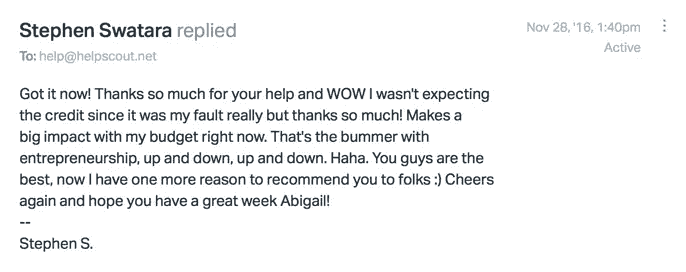 Stephen Swatara replied
Nov 28, '16, 1:40pm
To: help@helpscout.net
Active
Got it now! Thanks so much for your help and WOW I wasn't expecting
the credit since it was my fault really but thanks so much! Makes a
big impact with my budget right now. That's the bummer with
entrepreneurship, up and down, up and down. Haha. You guys are the
best, now I have one more reason to recommend you to folks :) Cheers
again and hope you have a great week Abigail!
--
Stephen S.